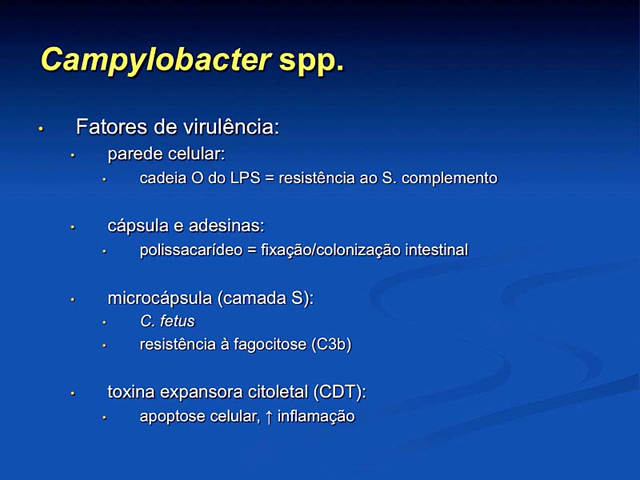 Campylobacter spp.
• Fatores de virulência:
• parede celular:
• cadeia O do LPS = resistência ao S. complemento
• cápsula e adesinas:
• polissacarídeo = fixação/colonização intestinal
• microcápsula (camada S):
• C. fetus
• resistência à fagocitose (C3b)
• toxina expansora citoletal (CDT):
• apoptose celular, ↑ inflamação